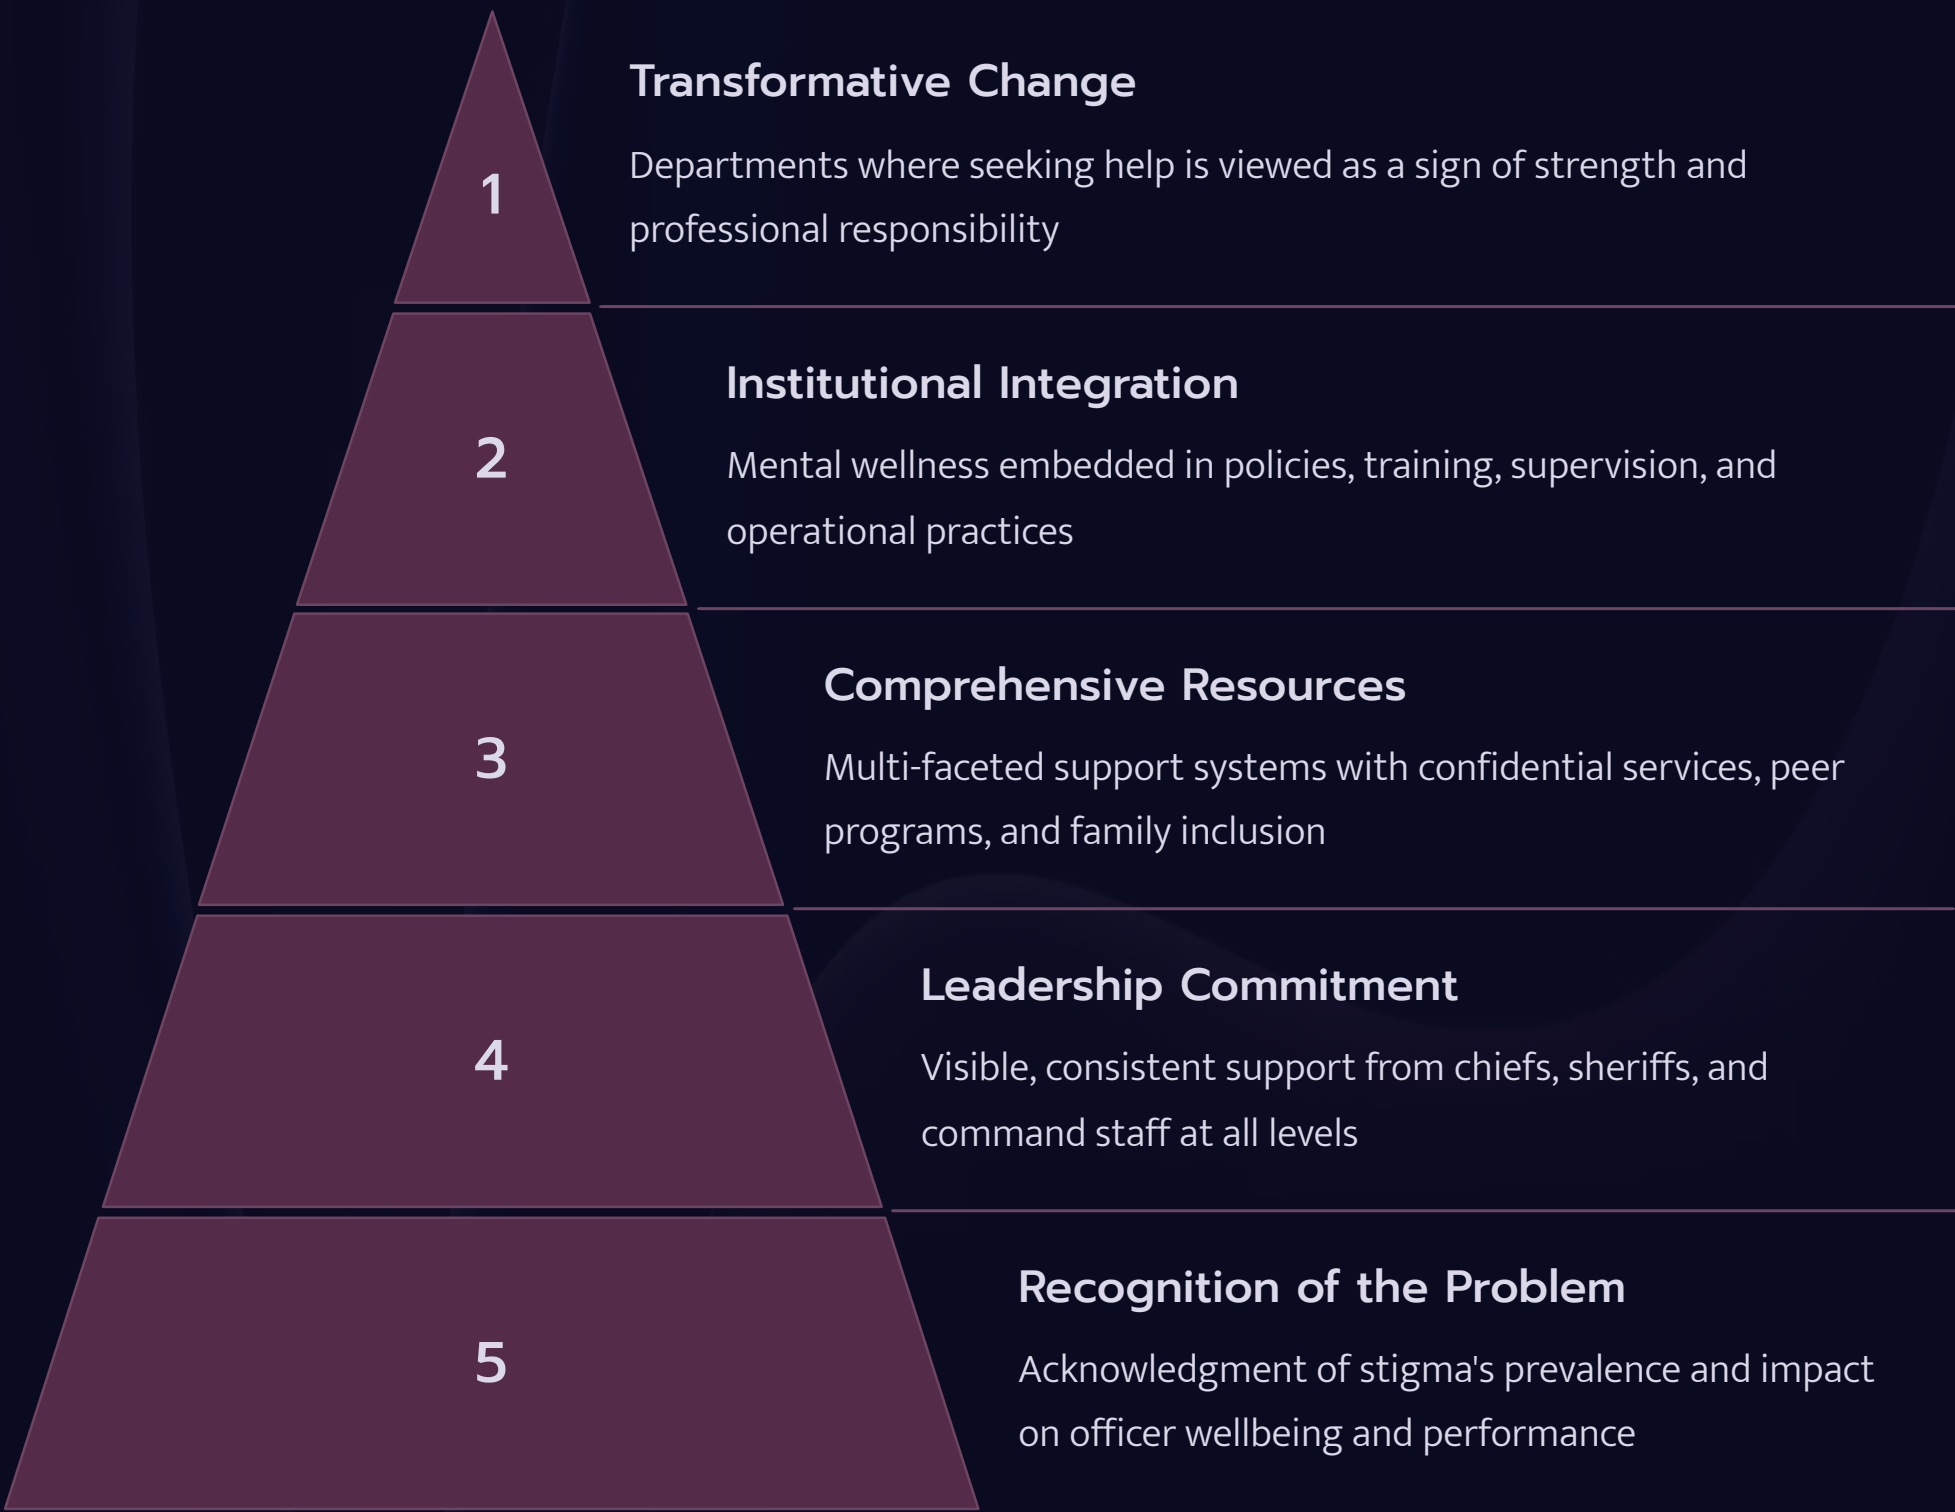 Transformative Change
Departments where seeking help is viewed as a sign of strength and
professional responsibility
1
Institutional Integration
Mental wellness embedded in policies, training, supervision, and
operational practices
2
Comprehensive Resources
Multi-faceted support systems with confidential services, peer
programs, and family inclusion
3
Leadership Commitment
Visible, consistent support from chiefs, sheriffs, and
command staff at all levels
4
Recognition of the Problem
Acknowledgment of stigma's prevalence and impact
on officer wellbeing and performance
5